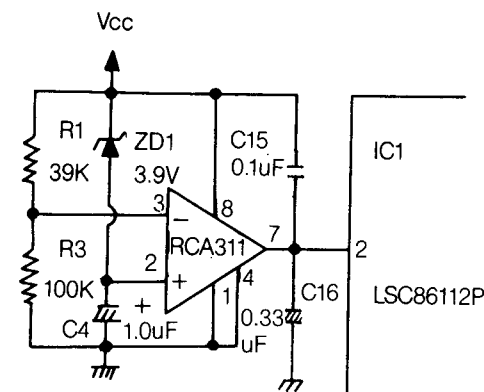 Vcc
R1
39K
ZD1
3.9V
C15
0.1uF
IC1
3
8
−
RCA311
7
2
R3
100K
2
+
4
1
C16
LSC86112P
C4
+
1.0uF
0.33
uF